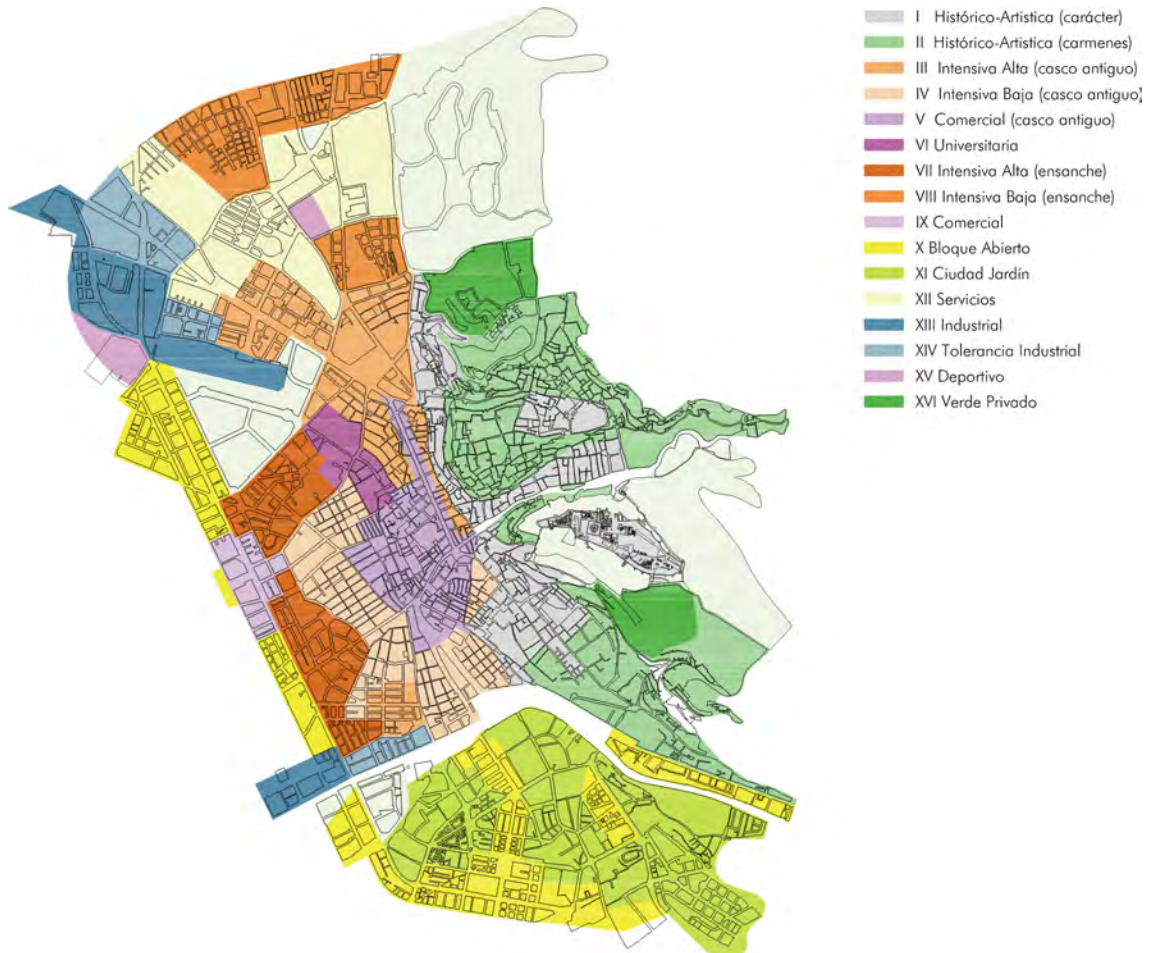 I Histórico-Artistica (carácter)
II Histórico-Artistica (carmenes)
III Intensiva Alta (casco antiguo)
IV Intensiva Baja (casco antiguo)
V Comercial (casco antiguo)
VI Universitaria
VII Intensiva Alta (ensanche)
VIII Intensiva Baja (ensanche)
IX Comercial
X Bloque Abierto
XI Ciudad Jardín
XII Servicios
XIII Industrial
XIV Tolerancia Industrial
XV Deportivo
XVI Verde Privado